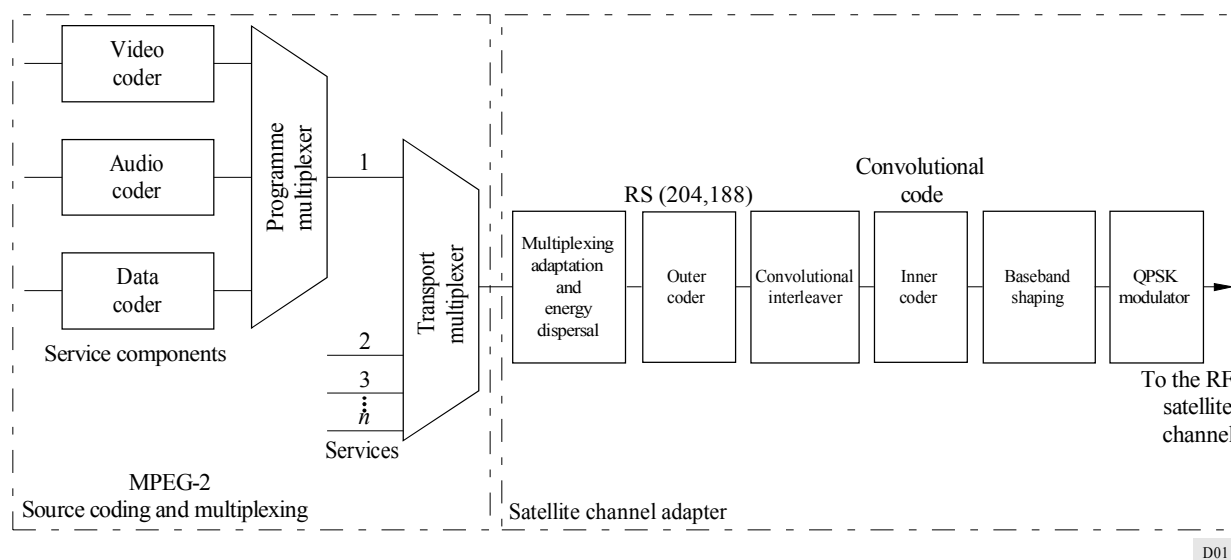 Video
coder
Audio
coder
Data
coder
Service components
Programme
multiplexer
1
2
3
n
Services
Transport
multiplexer
MPEG-2
Source coding and multiplexing
Multiplexing
adaptation
and
energy
dispersal
RS (204,188)
Outer
coder
Convolutional
interleaver
Convolutional
code
Inner
coder
Baseband
shaping
QPSK
modulator
To the RF
satellite
channel
Satellite channel adapter
D01